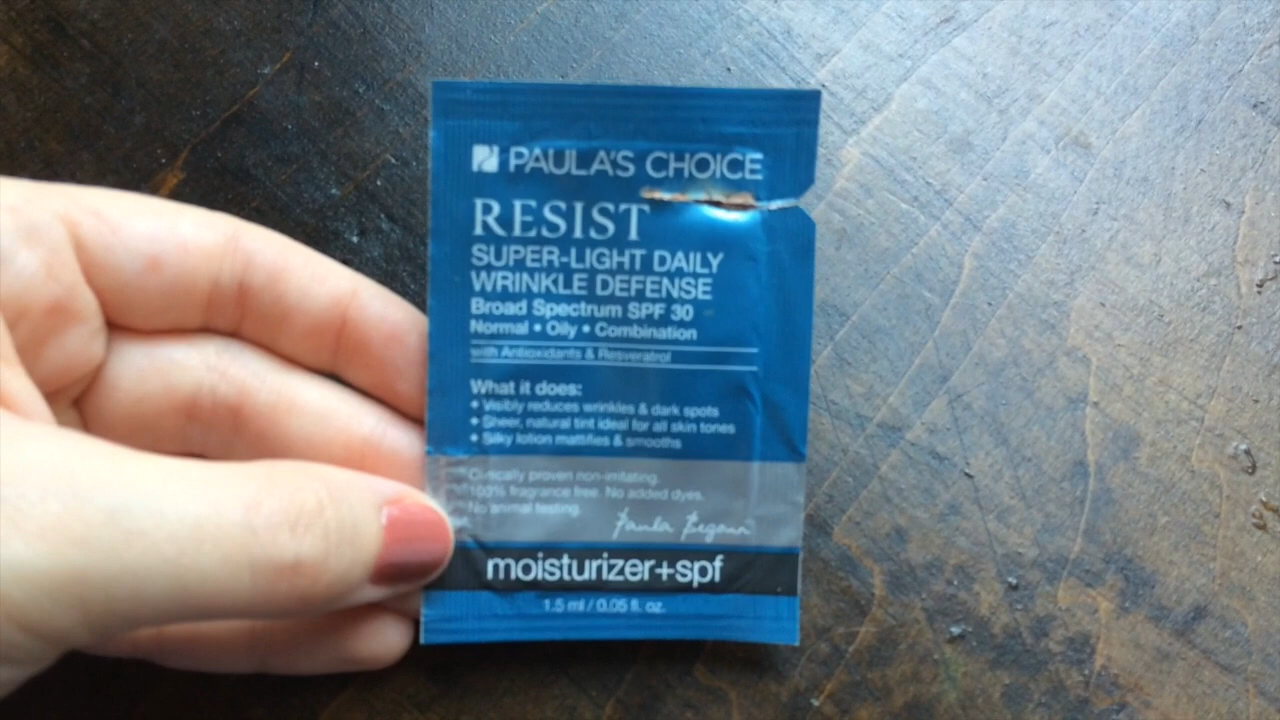 PAULA'S CHOICE
RESIST
SUPER-LIGHT DAILY
WRINKLE DEFENSE
Broad Spectrum SPF 30
Normal • Oily • Combination
with Antioxidants & Resveratrol
What it does:
• Visibly reduces wrinkles & dark spots
• Sheer, natural tint ideal for all skin tones
• Silky lotion mattifies & smooths
Clinically proven non-irritating.
100% fragrance free. No added dyes.
No animal testing.
Paula Begoun
moisturizer+spf
1.5 ml / 0.05 fl. oz.